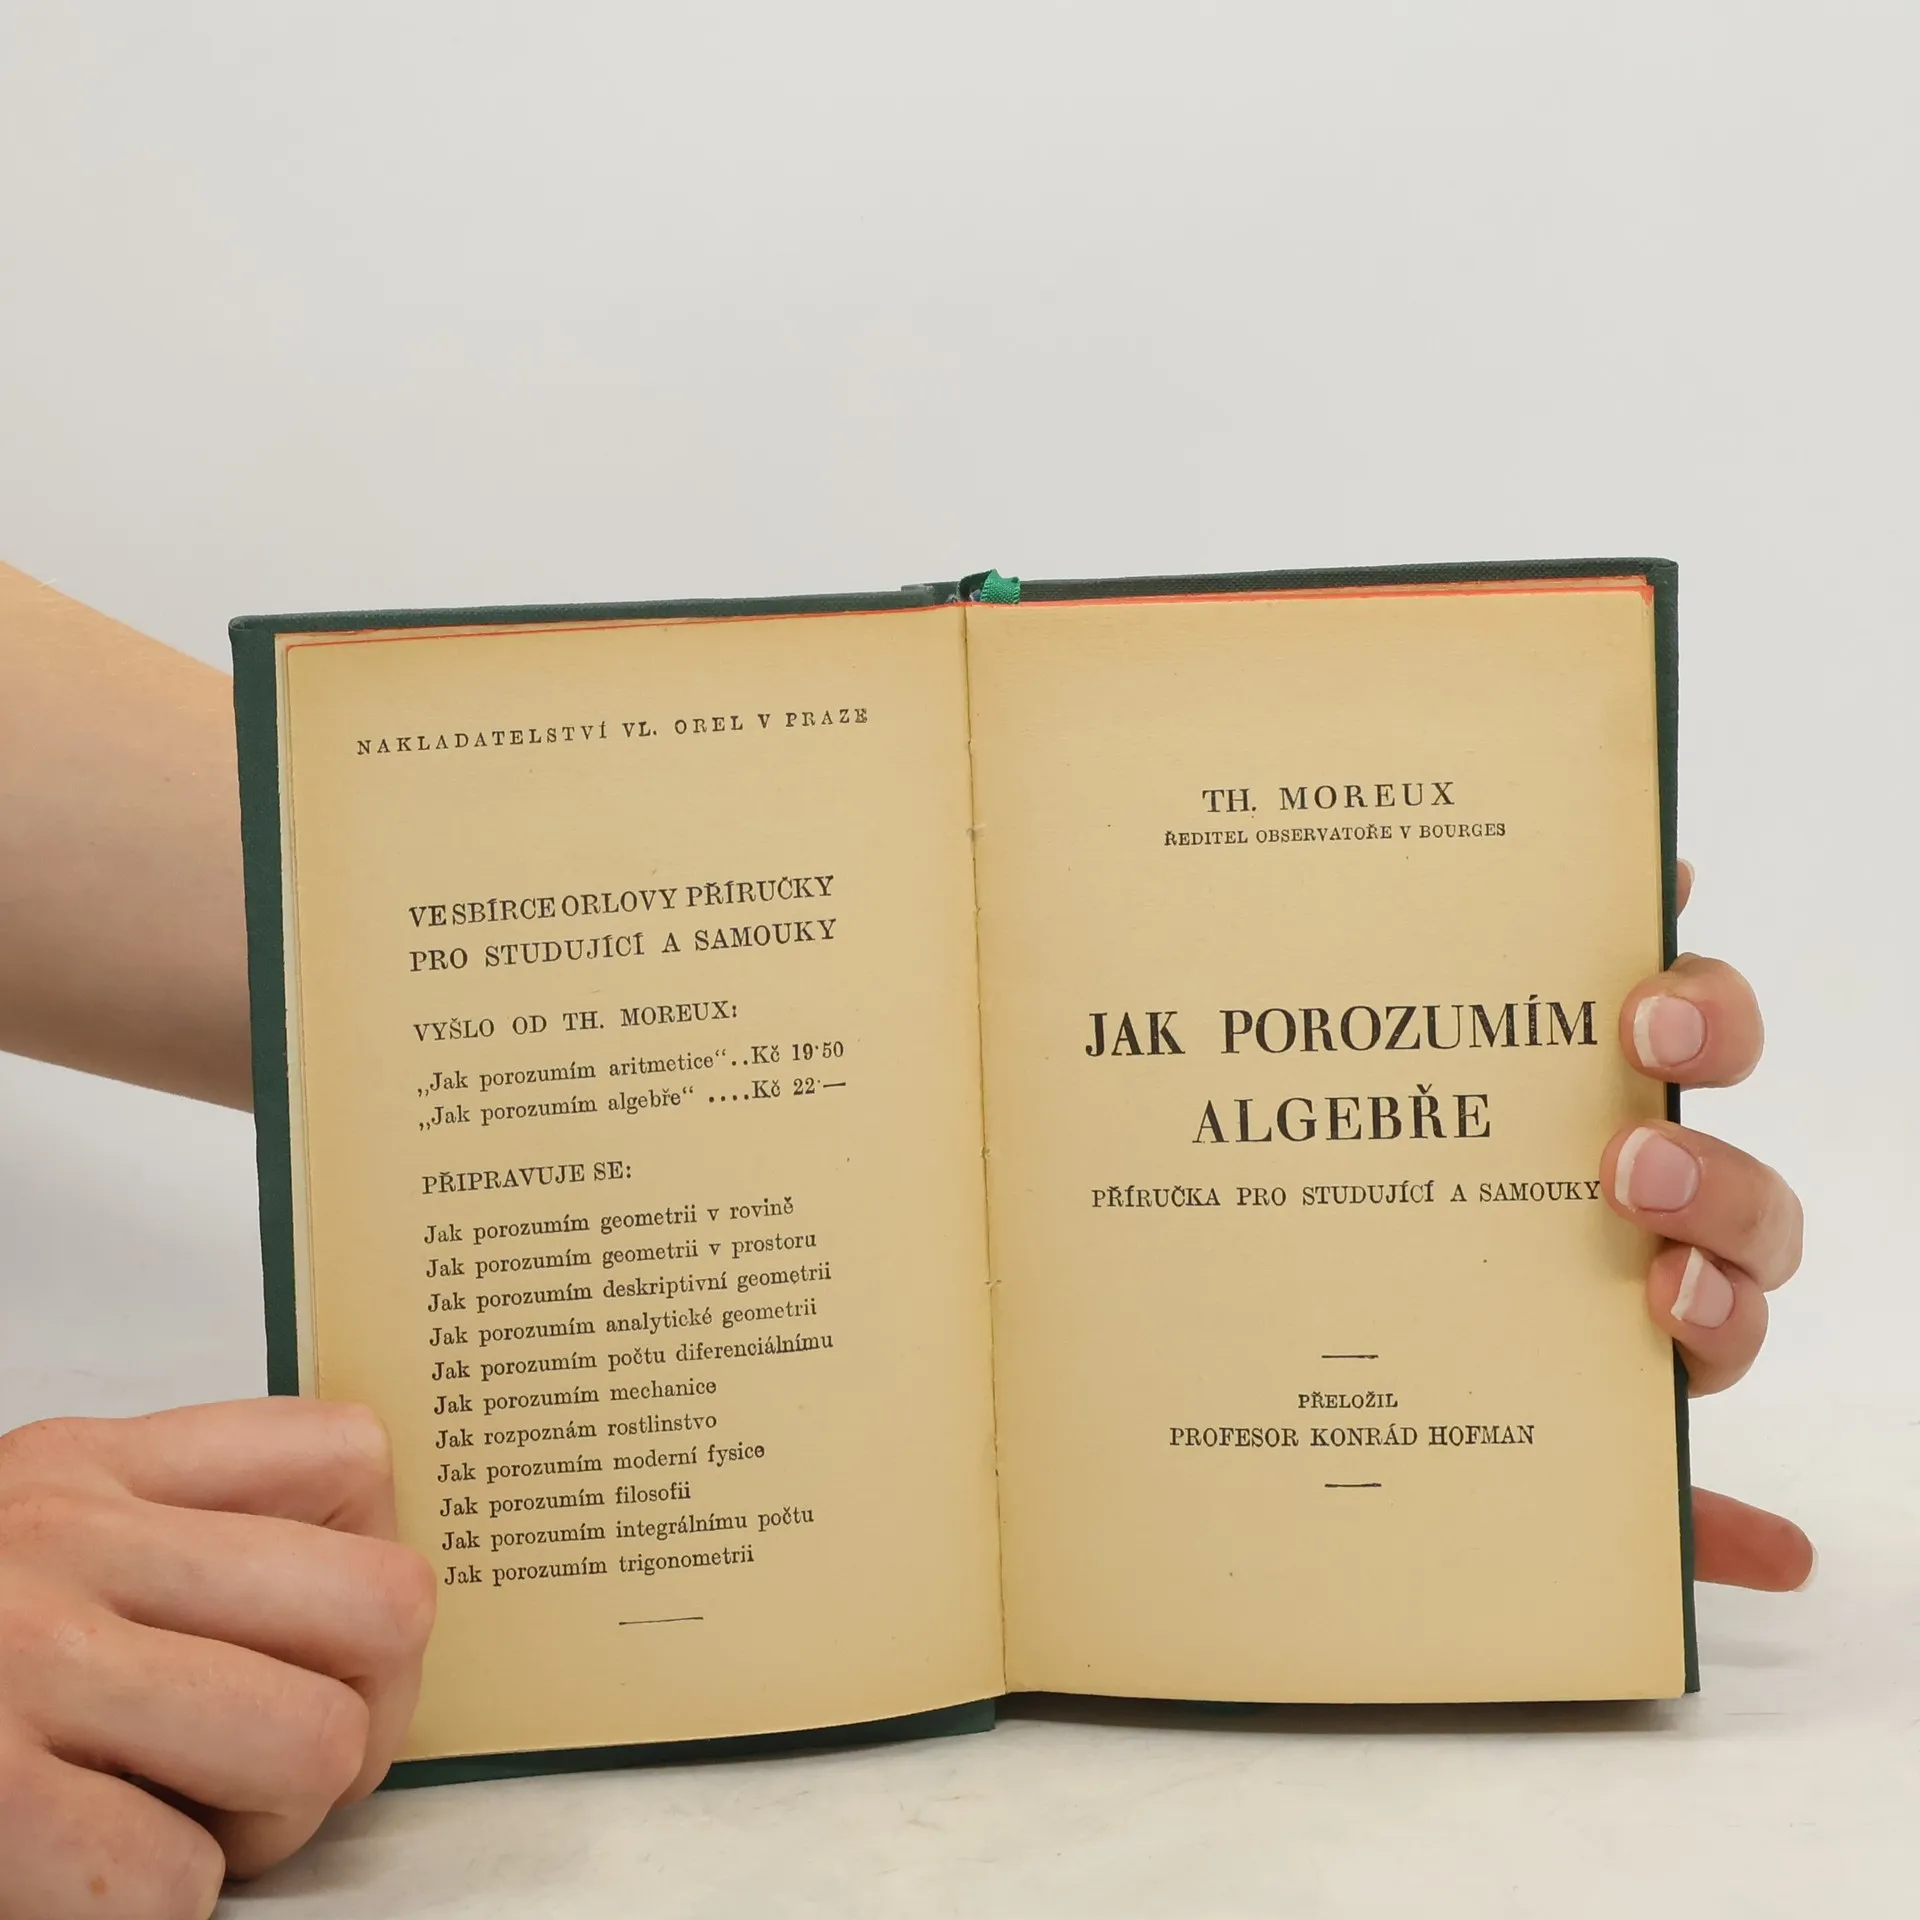 NAKLADATELSTVÍ VL. OREL V PRAZE
VE SBÍRCE ORLOVY PŘÍRUČKY
PRO STUDUJÍCÍ A SAMOUKY
VYŠLO OD TH. MOREUX:
„Jak porozumím aritmetice“..Kč 19·50
„Jak porozumím algebře“ ....Kč 22·—
PŘIPRAVUJE SE:
Jak porozumím geometrii v rovině
Jak porozumím geometrii v prostoru
Jak porozumím deskriptivní geometrii
Jak porozumím analytické geometrii
Jak porozumím počtu diferenciálnímu
Jak porozumím mechanice
Jak rozpoznám rostlinstvo
Jak porozumím moderní fysice
Jak porozumím filosofii
Jak porozumím integrálnímu počtu
Jak porozumím trigonometrii
TH. MOREUX
ŘEDITEL OBSERVATOŘE V BOURGES
JAK POROZUMÍM
ALGEBŘE
PŘÍRUČKA PRO STUDUJÍCÍ A SAMOUKY
PŘELOŽIL
PROFESOR KONRÁD HOFMAN